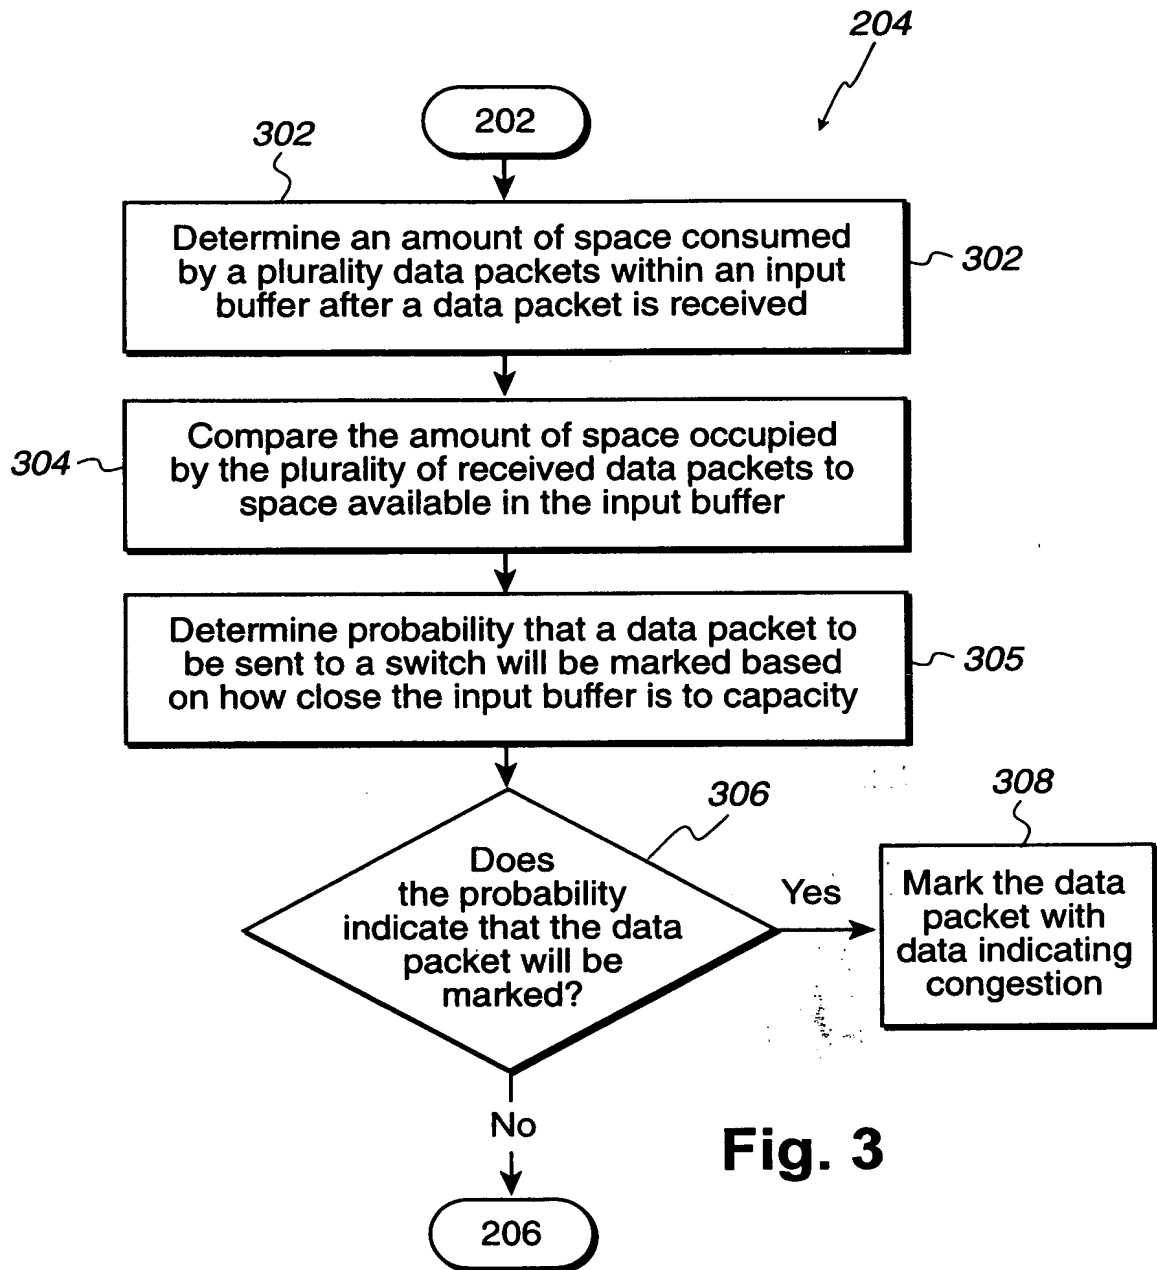 204
202
302
Determine an amount of space consumed
by a plurality data packets within an input
buffer after a data packet is received
302
Compare the amount of space occupied
by the plurality of received data packets to
space available in the input buffer
304
Determine probability that a data packet to
be sent to a switch will be marked based
on how close the input buffer is to capacity
305
306
308
Does
the probability
indicate that the data
packet will be
marked?
Yes
Mark the data
packet with
data indicating
congestion
No
Fig. 3
206